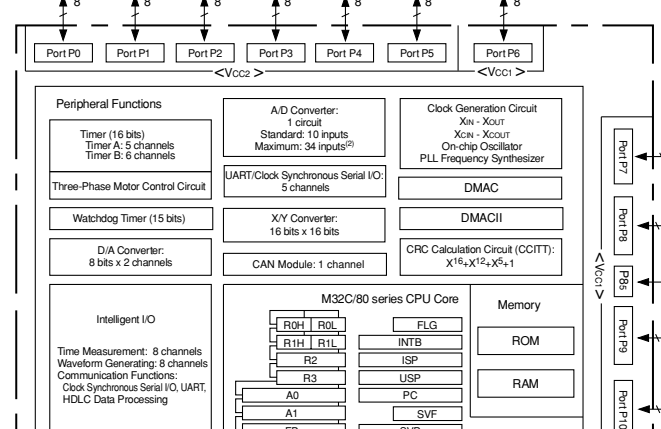 8 8 8 8 8 8 8
Port P0 Port P1 Port P2 Port P3 Port P4 Port P5 Port P6
<VCC2> <VCC1>
Peripheral Functions
Timer (16 bits)
Timer A: 5 channels
Timer B: 6 channels
Three-Phase Motor Control Circuit
Watchdog Timer (15 bits)
D/A Converter:
8 bits x 2 channels
A/D Converter:
1 circuit
Standard: 10 inputs
Maximum: 34 inputs(2)
UART/Clock Synchronous Serial I/O:
5 channels
X/Y Converter:
16 bits x 16 bits
CAN Module: 1 channel
Clock Generation Circuit
XIN - XOUT
XCIN - XCOUT
On-chip Oscillator
PLL Frequency Synthesizer
DMAC
DMACII
CRC Calculation Circuit (CCITT):
X16+X12+X5+1
Intelligent I/O
Time Measurement: 8 channels
Waveform Generating: 8 channels
Communication Functions:
Clock Synchronous Serial I/O, UART,
HDLC Data Processing
M32C/80 series CPU Core
R0H R0L
R1H R1L
R2
R3
A0
A1
FLG
INTB
ISP
USP
PC
SVF
Memory
ROM
RAM
<VCC1>
Port P7
Port P8
P85
Port P9
Port P10